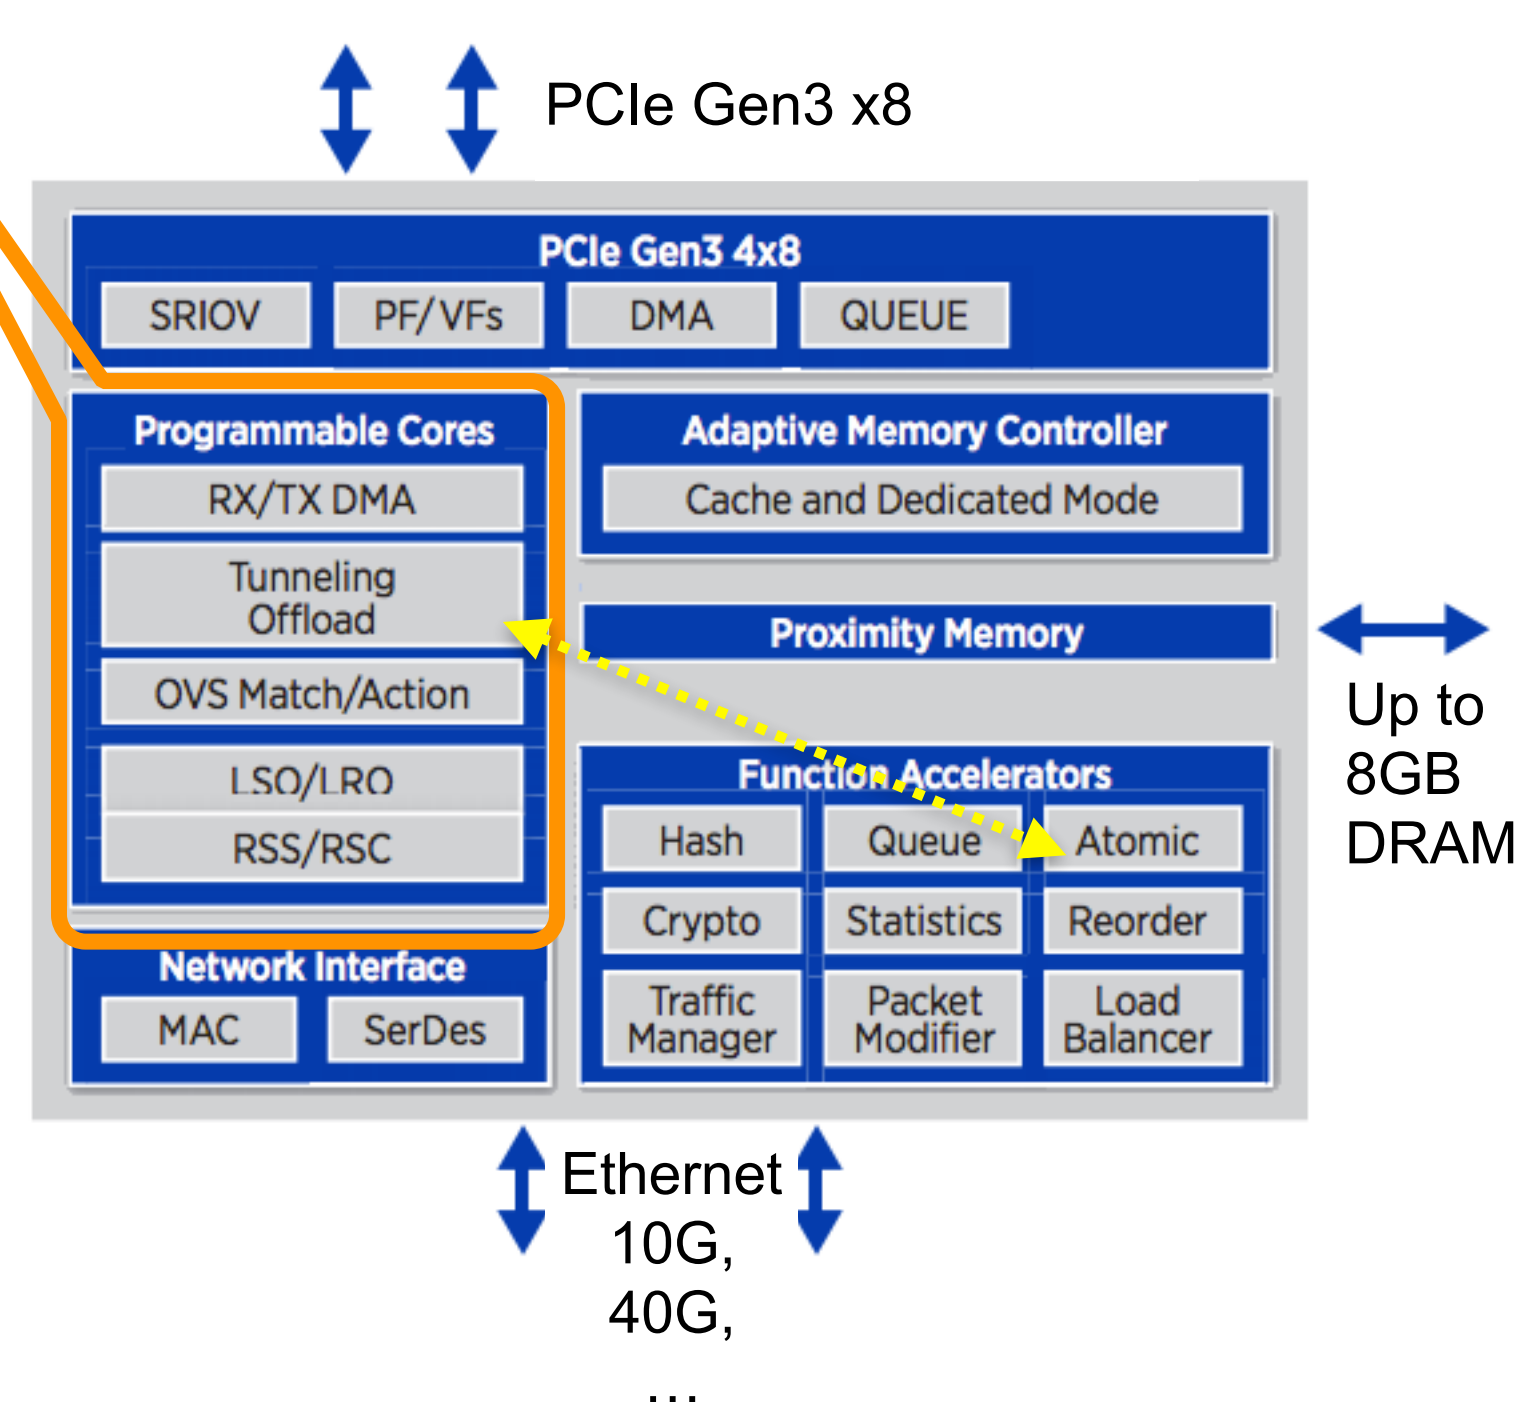 PCIe Gen3 x8
PCIe Gen3 4x8
SRIOV
PF/VFs
DMA
QUEUE
Programmable Cores
RX/TX DMA
Tunneling
Offload
OVS Match/Action
LSO/LRO
RSS/RSC
Network Interface
MAC
SerDes
Adaptive Memory Controller
Cache and Dedicated Mode
Proximity Memory
Function Accelerators
Hash
Queue
Atomic
Crypto
Statistics
Reorder
Traffic
Manager
Packet
Modifier
Load
Balancer
Up to
8GB
DRAM
Ethernet
10G,
40G,
...